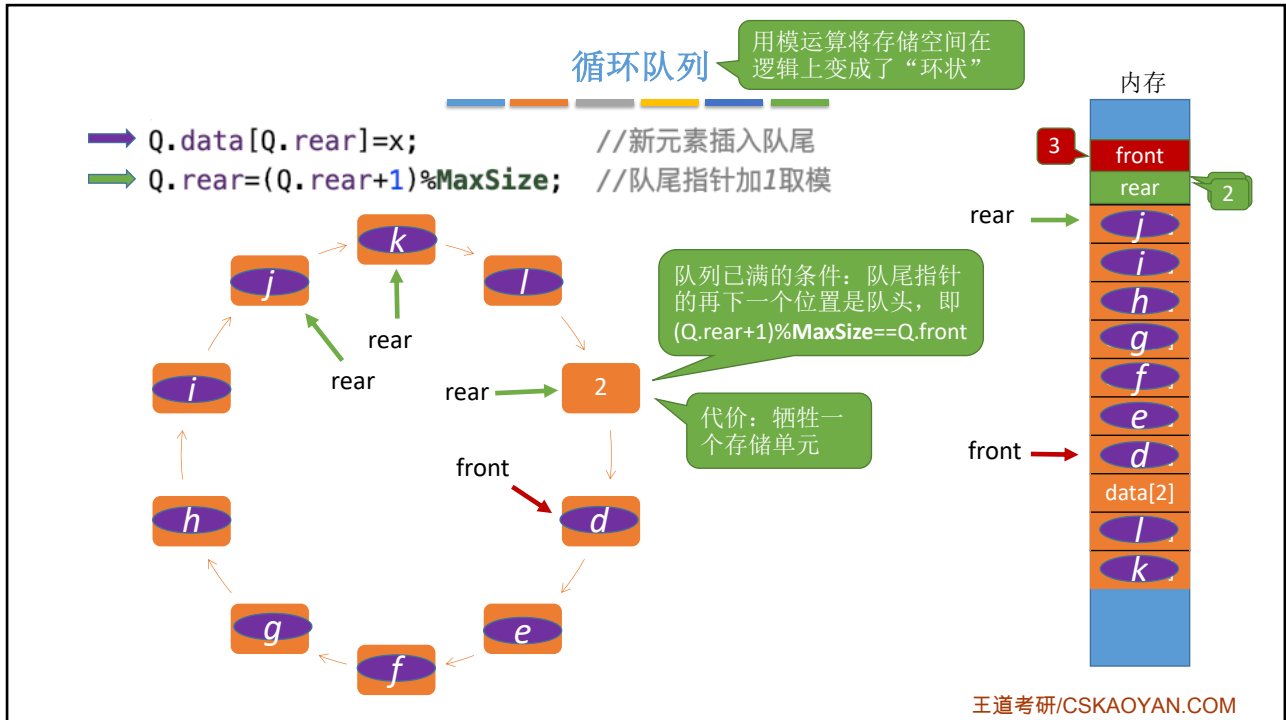 循环队列
用模运算将存储空间在
逻辑上变成了“环状”
Q.data[Q.rear]=x; //新元素插入队尾
Q.rear=(Q.rear+1)%MaxSize; //队尾指针加1取模
k
j
l
rear
rear
i
rear
2
front
h
d
g
e
f
队列已满的条件：队尾指针
的再下一个位置是队头，即
(Q.rear+1)%MaxSize==Q.front
代价：牺牲一
个存储单元
内存
3
front
rear
2
rear
j
i
h
g
f
e
front
d
data[2]
l
k
王道考研/CSKAOYAN.COM